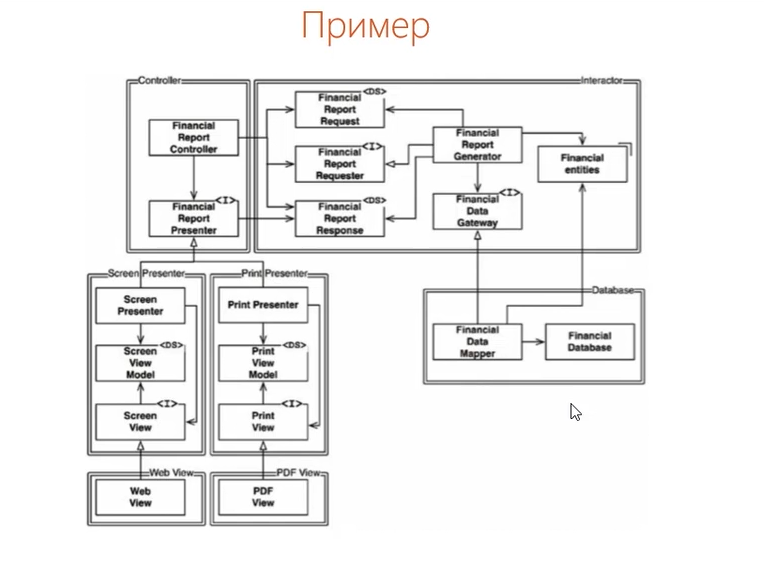 Пример
Controller
Interactor
Financial
Report
Controller
<I>
Financial
Report
Presenter
<DS>
Financial
Report
Request
<I>
Financial
Report
Requester
<DS>
Financial
Report
Response
Financial
Report
Generator
<I>
Financial
Data
Gateway
Financial
entities
Screen Presenter
Screen
Presenter
<DS>
Screen
View
Model
<I>
Screen
View
Print Presenter
Print Presenter
<DS>
Print
View
Model
<I>
Print
View
Database
Financial
Data
Mapper
Financial
Database
Web View
Web
View
PDF View
PDF
View